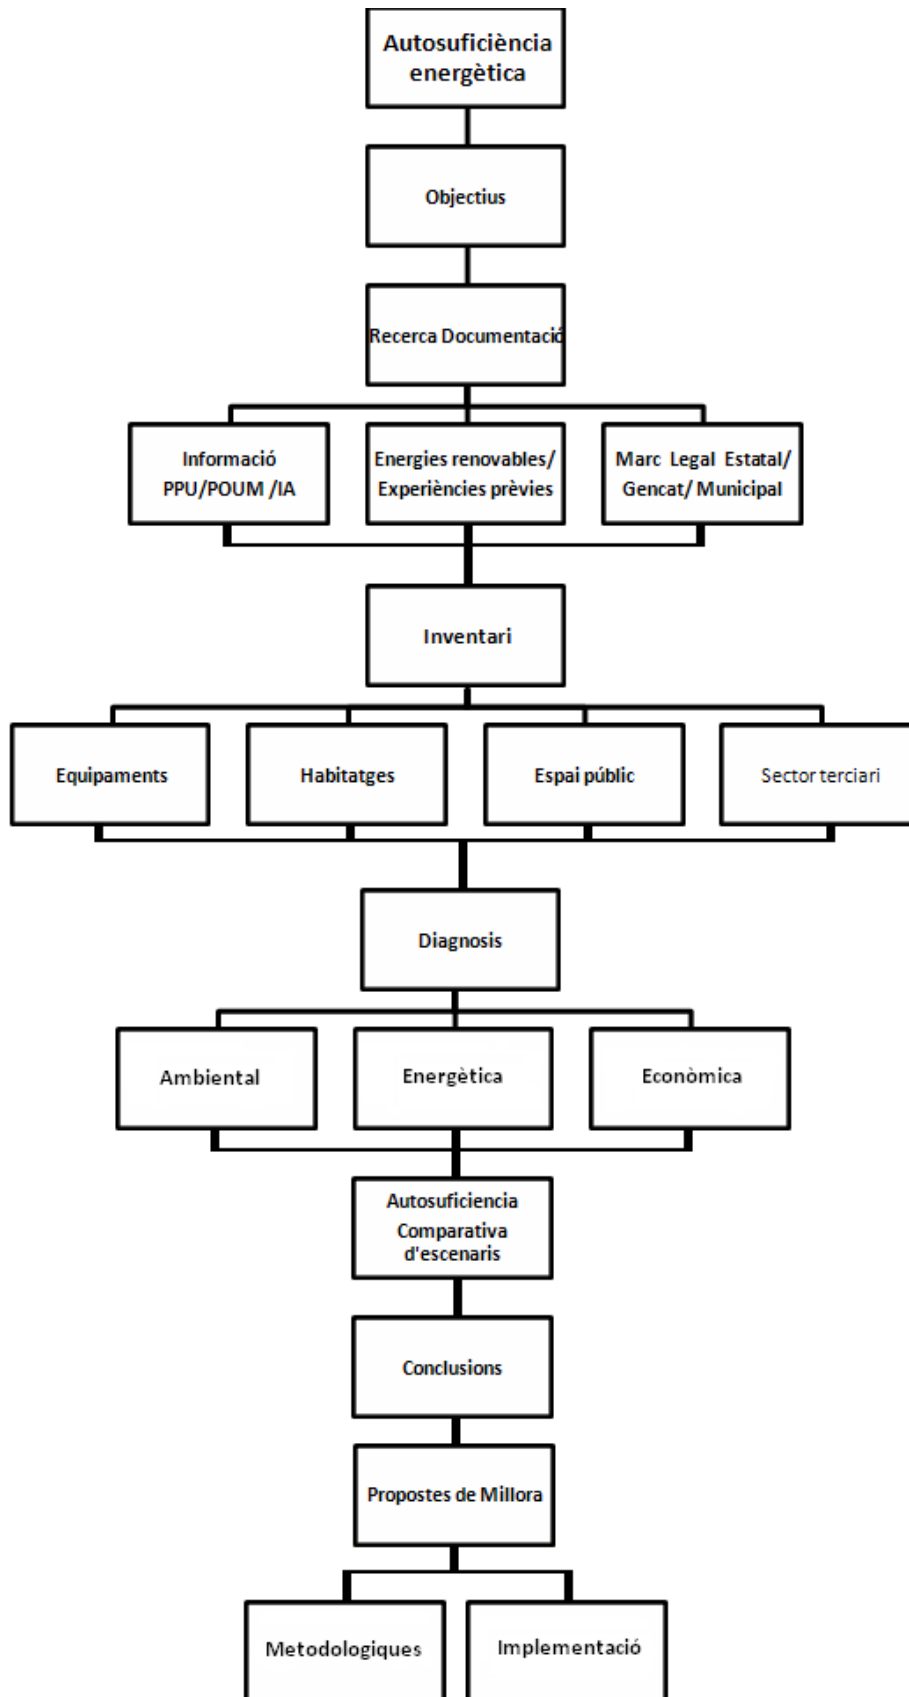 Autosuficiència
energètica
Objectius
Recerca Documentació
Informació
PPU/POUM /IA
Energies renovables/
Experiències prèvies
Marc Legal Estatal/
Gencat/ Municipal
Inventari
Equipaments
Habitatges
Espai públic
Sector terciari
Diagnosis
Ambiental
Energètica
Econòmica
Autosuficiencia
Comparativa
d'escenaris
Conclusions
Propostes de Millora
Metodologiques
Implementació